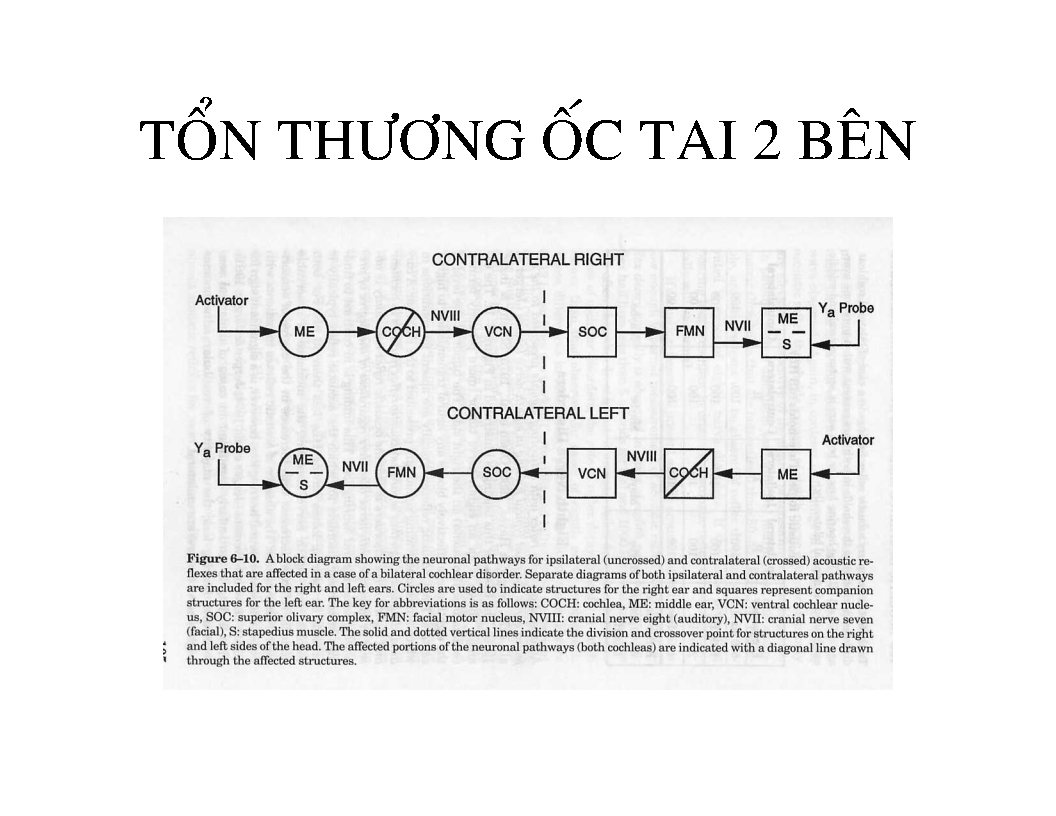 TỔN THƯƠNG ỐC TAI 2 BÊN
CONTRALATERAL RIGHT
Activator
ME
COCH
NVIII
VCN
SOC
FMN
NVII
ME
S
Ya Probe
CONTRALATERAL LEFT
Ya Probe
ME
S
NVII
FMN
SOC
VCN
NVIII
COCH
ME
Activator
Figure 6–10. A block diagram showing the neuronal pathways for ipsilateral (uncrossed) and contralateral (crossed) acoustic re-
flexes that are affected in a case of a bilateral cochlear disorder. Separate diagrams of both ipsilateral and contralateral pathways
are included for the right and left ears. Circles are used to indicate structures for the right ear and squares represent companion
structures for the left ear. The key for abbreviations is as follows: COCH: cochlea, ME: middle ear, VCN: ventral cochlear nucle-
us, SOC: superior olivary complex, FMN: facial motor nucleus, NVIII: cranial nerve eight (auditory), NVII: cranial nerve seven
(facial), S: stapedius muscle. The solid and dotted vertical lines indicate the division and crossover point for structures on the right
and left sides of the head. The affected portions of the neuronal pathways (both cochleas) are indicated with a diagonal line drawn
through the affected structures.